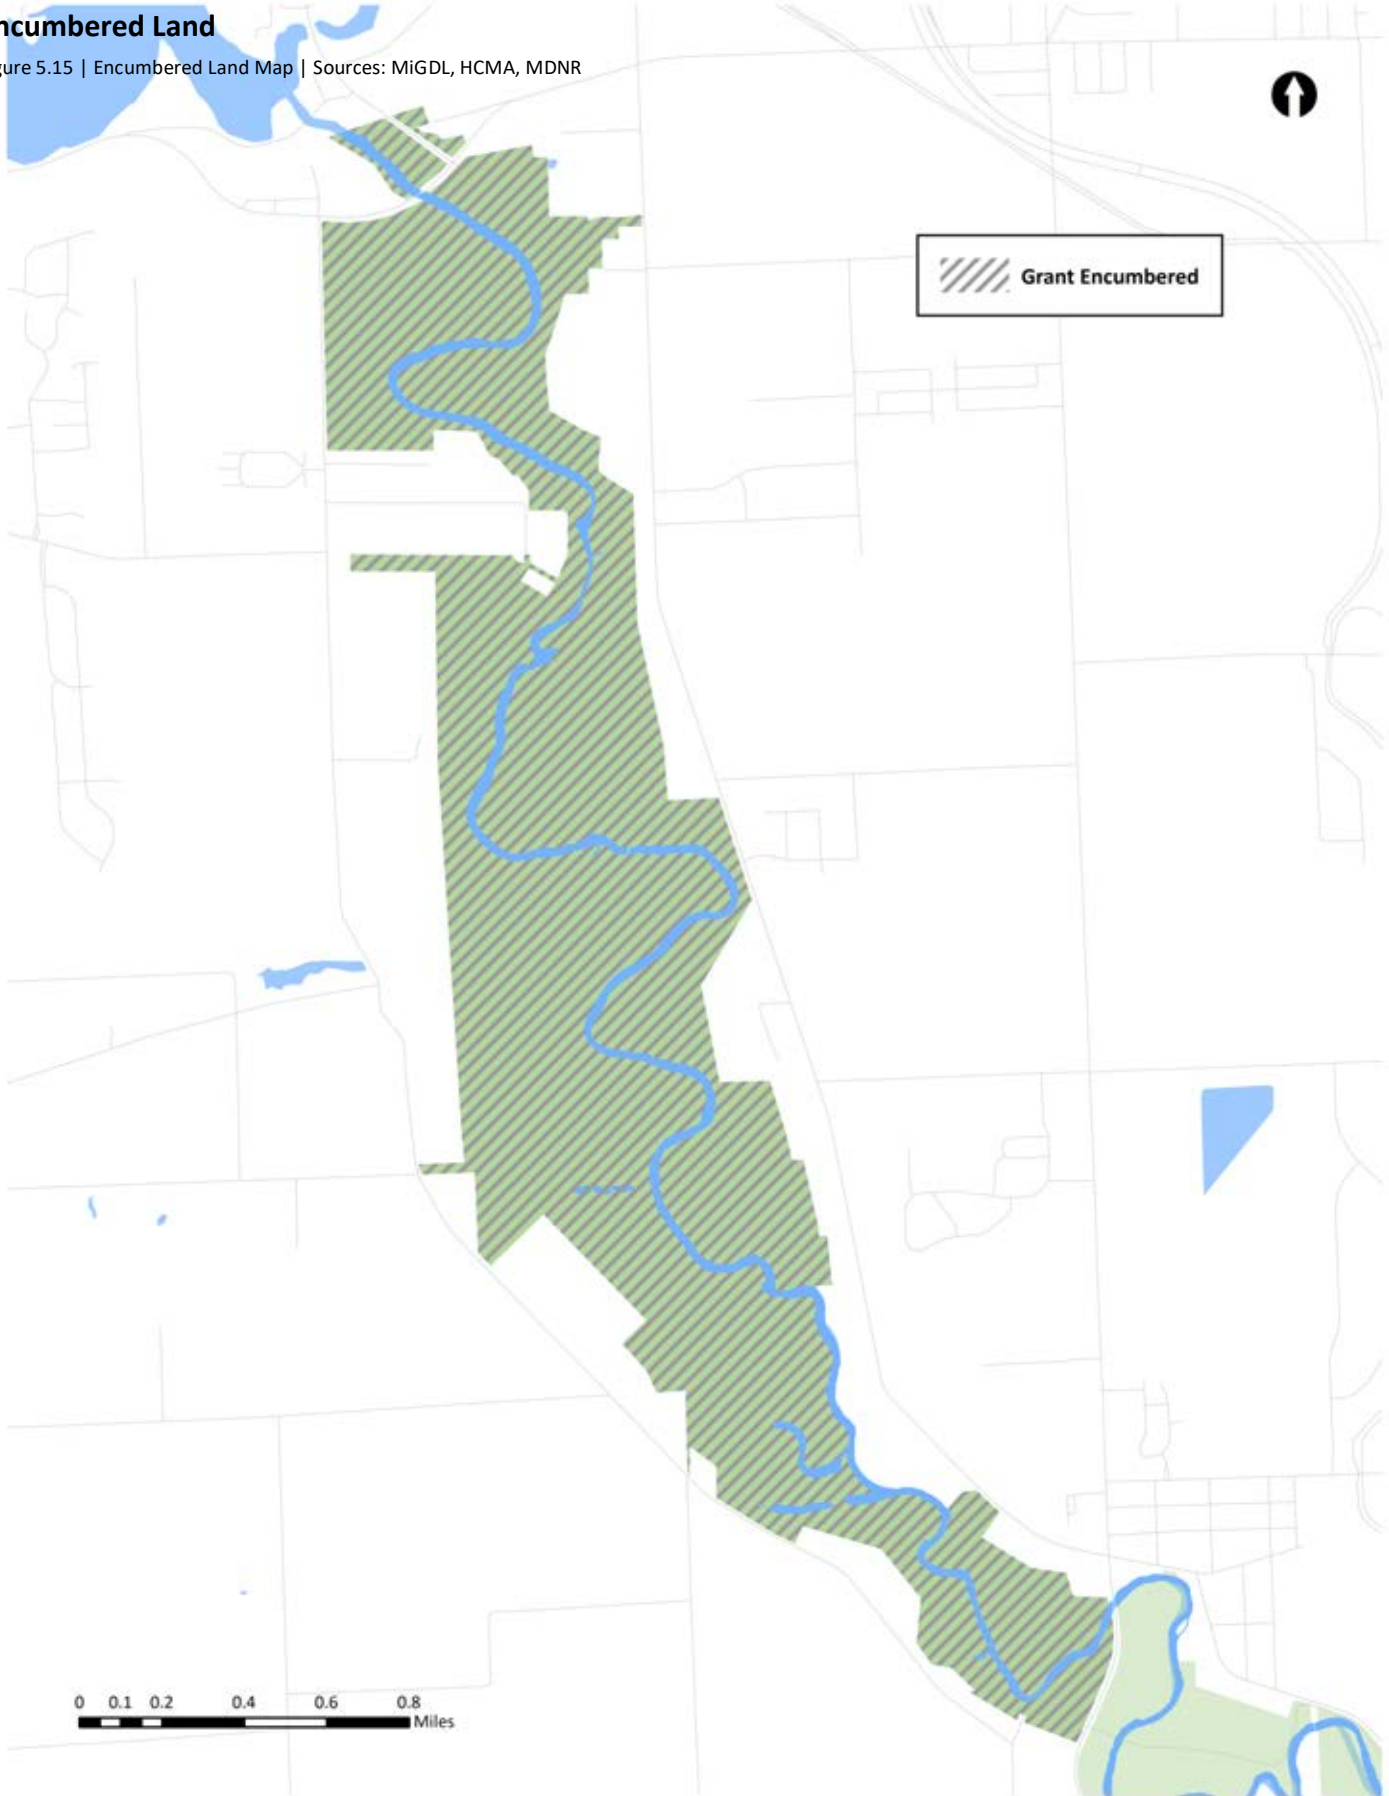 ncumbered Land
gure 5.15 | Encumbered Land Map | Sources: MiGDL, HCMA, MDNR
Grant Encumbered
0 0.1 0.2 0.4 0.6 0.8
Miles